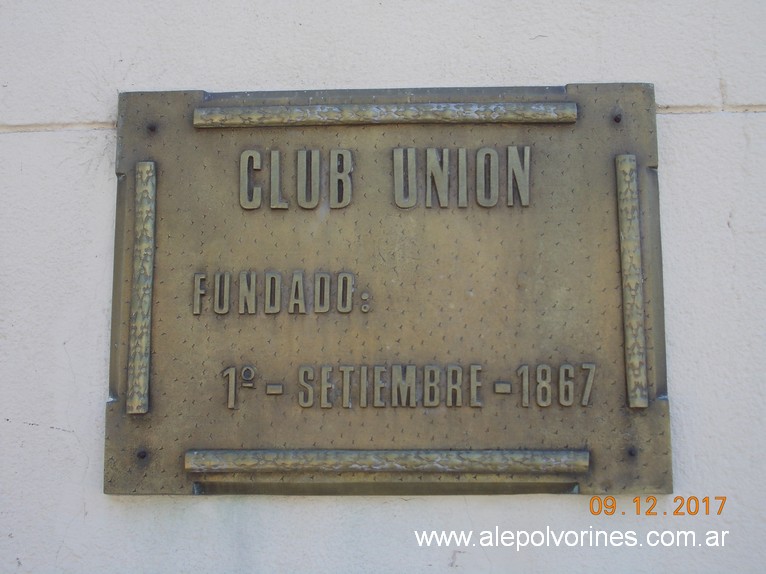 CLUB UNION
FUNDADO:
1º - SETIEMBRE - 1867
09.12.2017
www.alepolvorines.com.ar